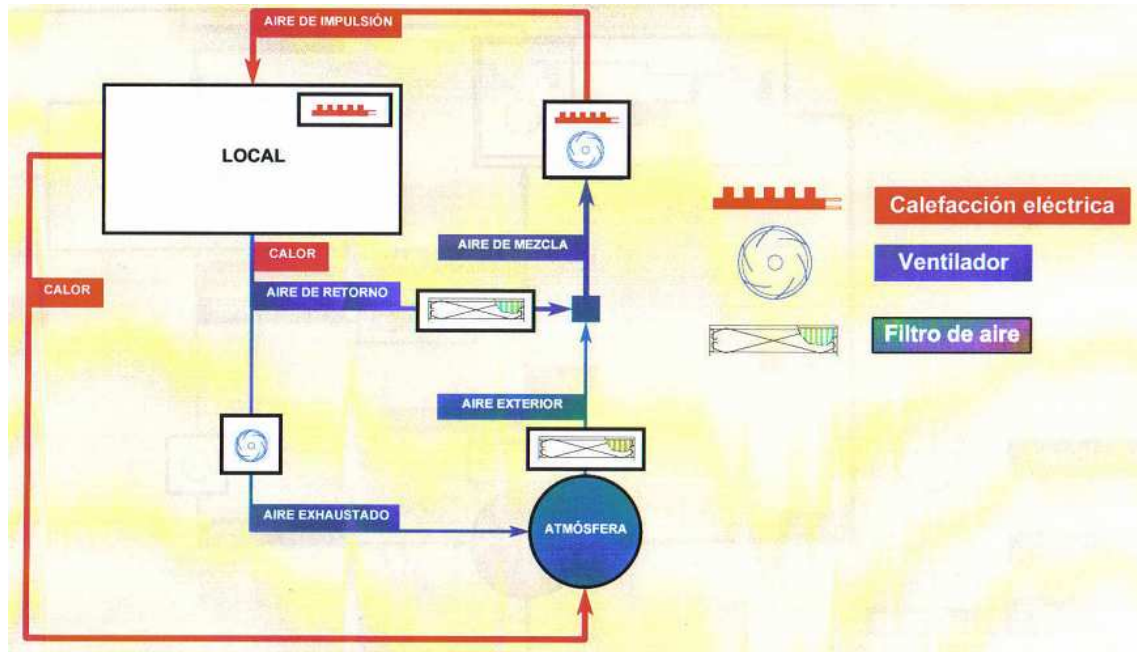 AIRE DE IMPULSIÓN
LOCAL
CALOR
AIRE DE MEZCLA
CALOR
AIRE DE RETORNO
AIRE EXTERIOR
AIRE EXHAUSTADO
ATMÓSFERA
Calefacción eléctrica
Ventilador
Filtro de aire